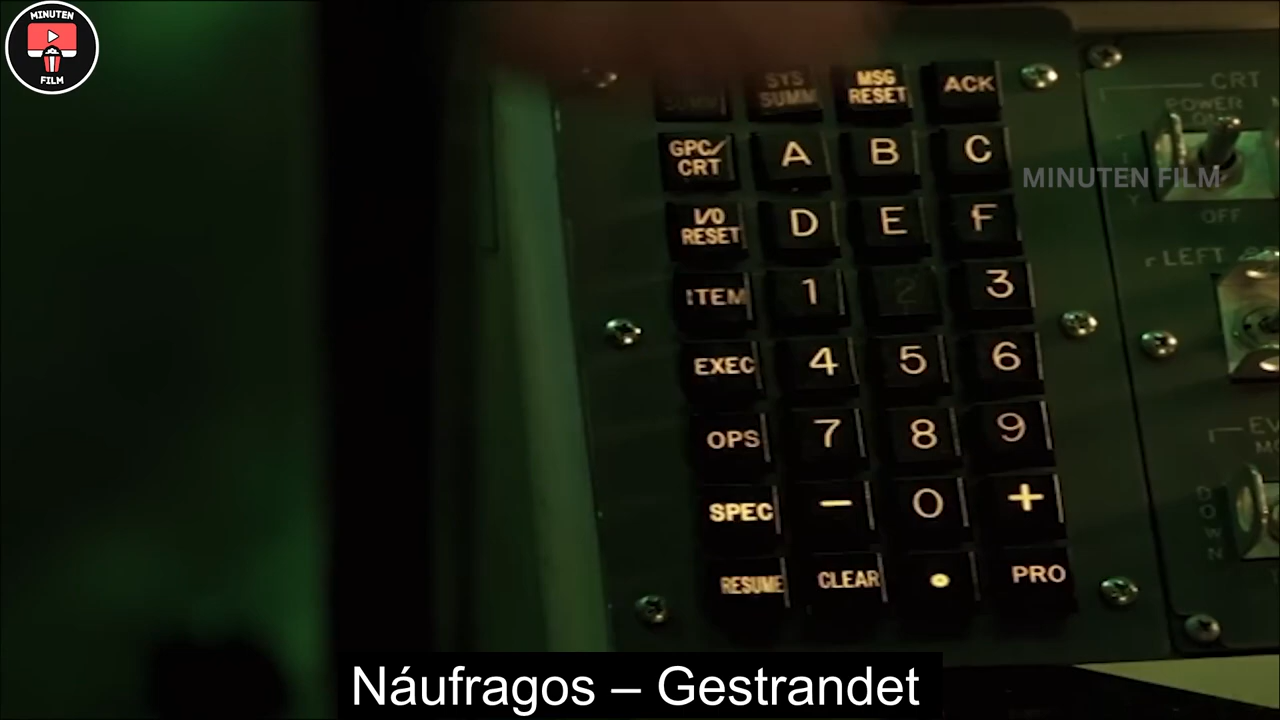 MINUTEN
FILM
SYS
SUMM
MSG
RESET
ACK
CRT
POWER
ON
GPC/
CRT
A
B
C
MINUTEN FILM
OFF
I/O
RESET
D
E
F
LEFT
ITEM
1
2
3
EXEC
4
5
6
OPS
7
8
9
SPEC
−
0
+
DOWN
RESUME
CLEAR
.
PRO
Náufragos – Gestrandet